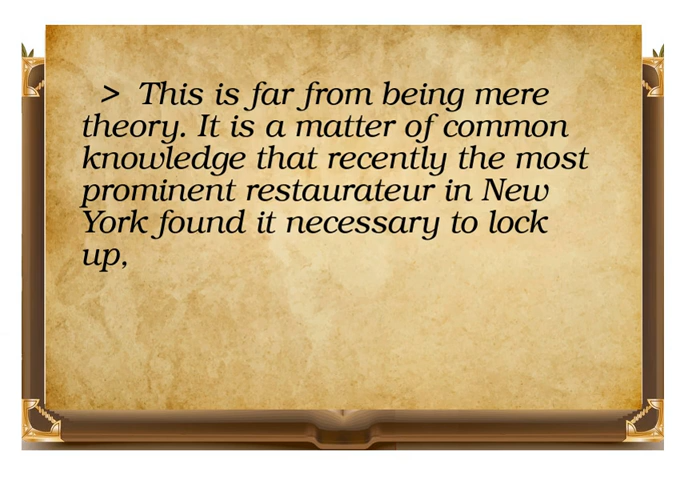 > This is far from being mere
theory. It is a matter of common
knowledge that recently the most
prominent restaurateur in New
York found it necessary to lock
up,